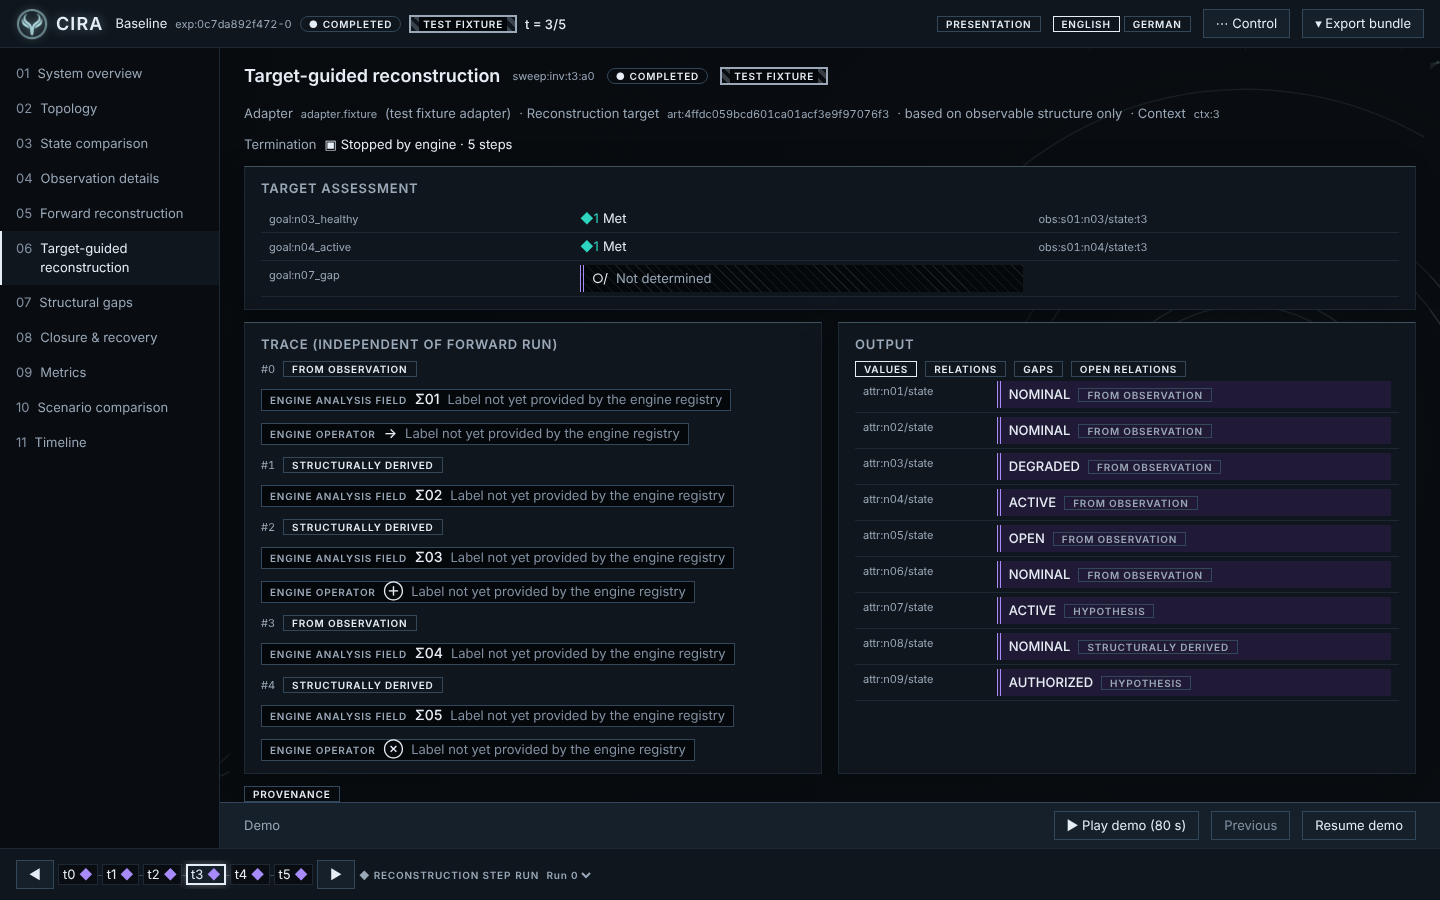 CIRA Baseline exp:0c7da892f472-0 ● COMPLETED TEST FIXTURE t = 3/5 PRESENTATION ENGLISH GERMAN ··· Control ▾ Export bundle
01 System overview
02 Topology
03 State comparison
04 Observation details
05 Forward reconstruction
06 Target-guided
reconstruction
07 Structural gaps
08 Closure & recovery
09 Metrics
10 Scenario comparison
11 Timeline
Target-guided reconstruction sweep:inv:t3:a0 ● COMPLETED TEST FIXTURE
Adapter adapter.fixture (test fixture adapter) · Reconstruction target art:4ffdc059bcd601ca01acf3e9f97076f3 · based on observable structure only · Context ctx:3
Termination ▣ Stopped by engine · 5 steps
TARGET ASSESSMENT
goal:n03_healthy ◆1 Met obs:s01:n03/state:t3
goal:n04_active ◆1 Met obs:s01:n04/state:t3
goal:n07_gap O/ Not determined
TRACE (INDEPENDENT OF FORWARD RUN)
#0 FROM OBSERVATION
ENGINE ANALYSIS FIELD Σ01 Label not yet provided by the engine registry
ENGINE OPERATOR → Label not yet provided by the engine registry
#1 STRUCTURALLY DERIVED
ENGINE ANALYSIS FIELD Σ02 Label not yet provided by the engine registry
#2 STRUCTURALLY DERIVED
ENGINE ANALYSIS FIELD Σ03 Label not yet provided by the engine registry
ENGINE OPERATOR ⊕ Label not yet provided by the engine registry
#3 FROM OBSERVATION
ENGINE ANALYSIS FIELD Σ04 Label not yet provided by the engine registry
#4 STRUCTURALLY DERIVED
ENGINE ANALYSIS FIELD Σ05 Label not yet provided by the engine registry
ENGINE OPERATOR ⊗ Label not yet provided by the engine registry
OUTPUT
VALUES RELATIONS GAPS OPEN RELATIONS
attr:n01/state NOMINAL FROM OBSERVATION
attr:n02/state NOMINAL FROM OBSERVATION
attr:n03/state DEGRADED FROM OBSERVATION
attr:n04/state ACTIVE FROM OBSERVATION
attr:n05/state OPEN FROM OBSERVATION
attr:n06/state NOMINAL FROM OBSERVATION
attr:n07/state ACTIVE HYPOTHESIS
attr:n08/state NOMINAL STRUCTURALLY DERIVED
attr:n09/state AUTHORIZED HYPOTHESIS
PROVENANCE
Demo ▶ Play demo (80 s) Previous Resume demo
◀ t0 ◆ t1 ◆ t2 ◆ t3 ◆ t4 ◆ t5 ◆ ▶ ◆ RECONSTRUCTION STEP RUN Run 0